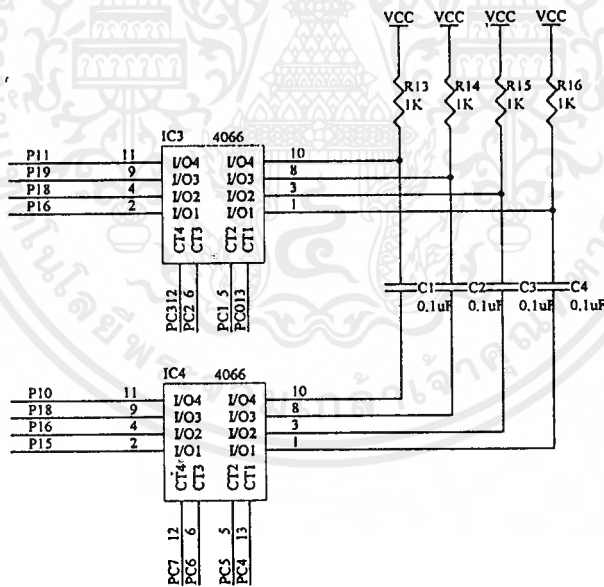 VCC VCC VCC VCC
R13 R14 R15 R16
1K 1K 1K 1K
IC3 4066
P11 11 I/O4 I/O4 10
P19 9 I/O3 I/O3 8
P18 4 I/O2 I/O2 3
P16 2 I/O1 I/O1 1
CT4 CT3 CT2 CT1
PC3 12 PC2 6 PC1 5 PC0 13
C1 C2 C3 C4
0.1uF 0.1uF 0.1uF 0.1uF
IC4 4066
P10 11 I/O4 I/O4 10
P18 9 I/O3 I/O3 8
P16 4 I/O2 I/O2 3
P15 2 I/O1 I/O1 1
CT4 CT3 CT2 CT1
PC7 12 PC6 6 PC5 5 PC4 13